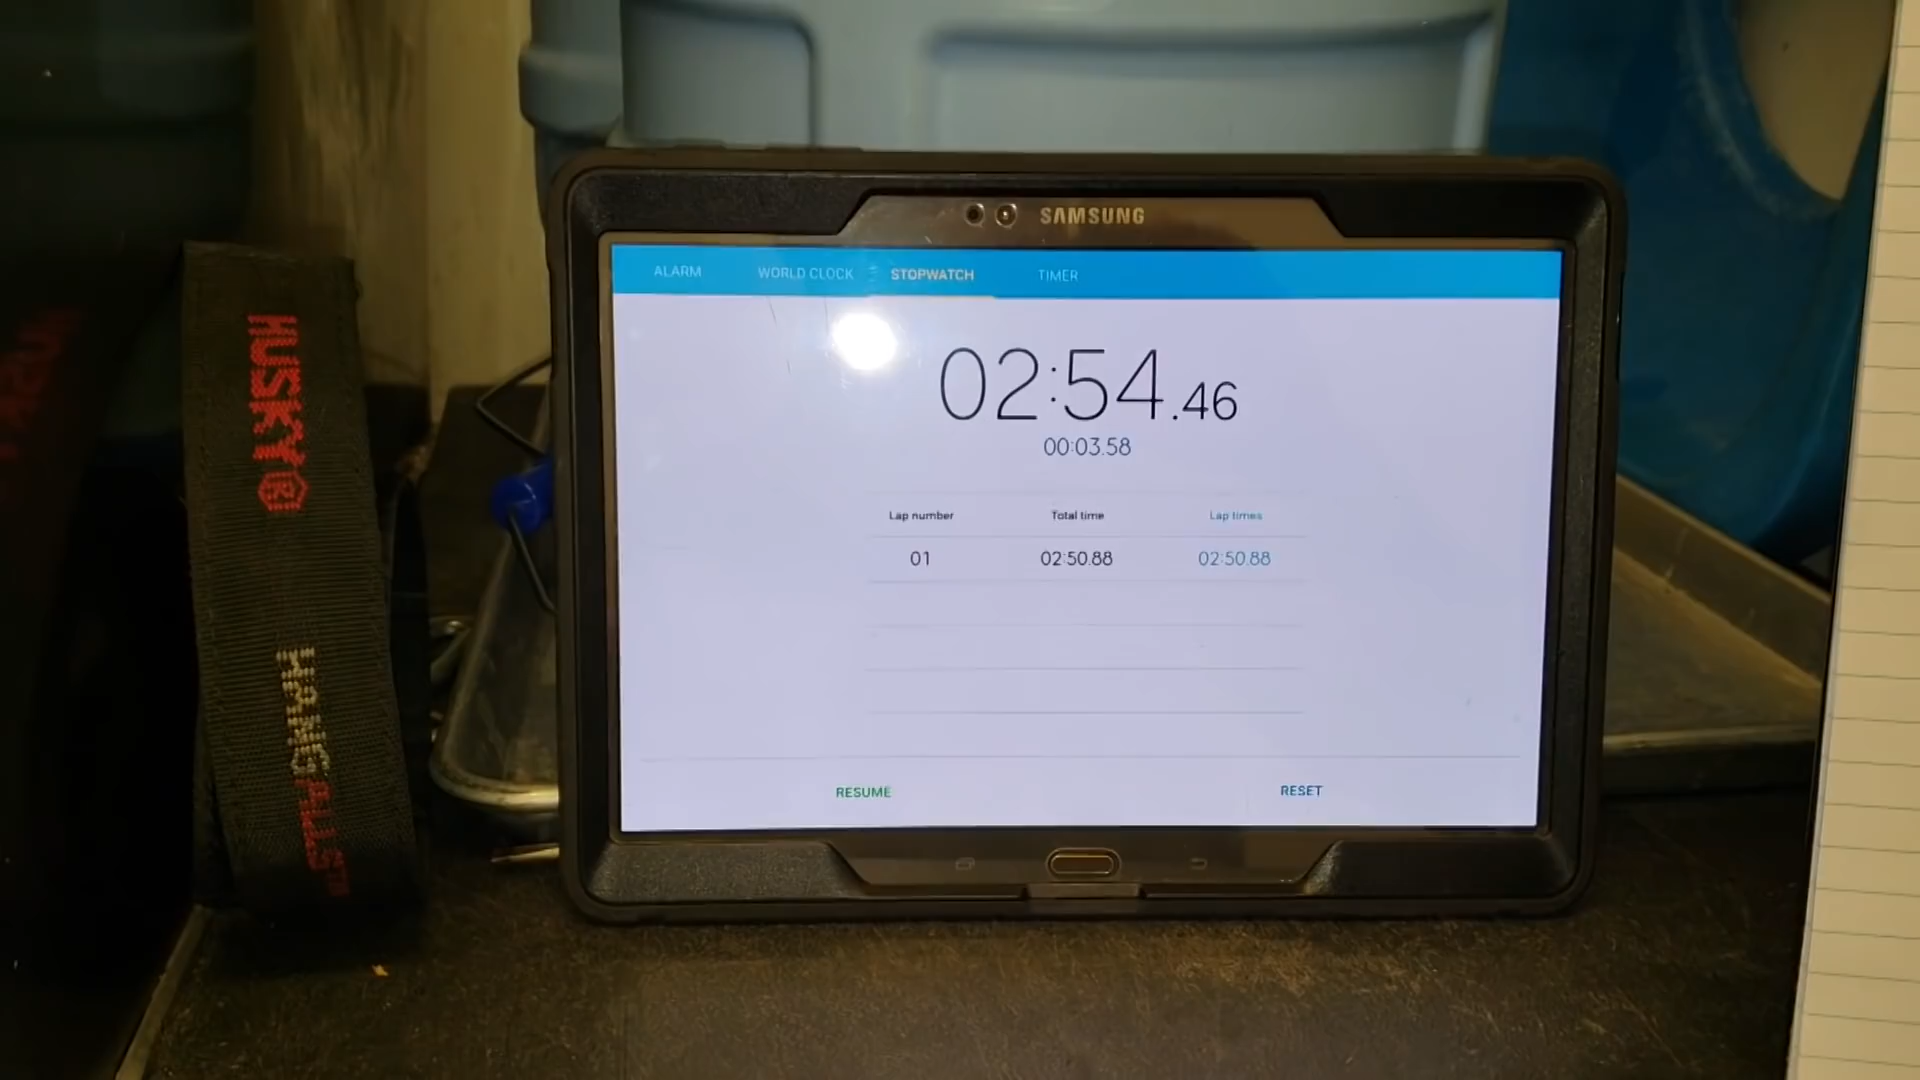 SAMSUNG
ALARM WORLD CLOCK STOPWATCH TIMER
02:54.46
00:03.58
Lap number Total time Lap times
01 02:50.88 02:50.88
RESUME RESET
HUSKY®
HANGALL™